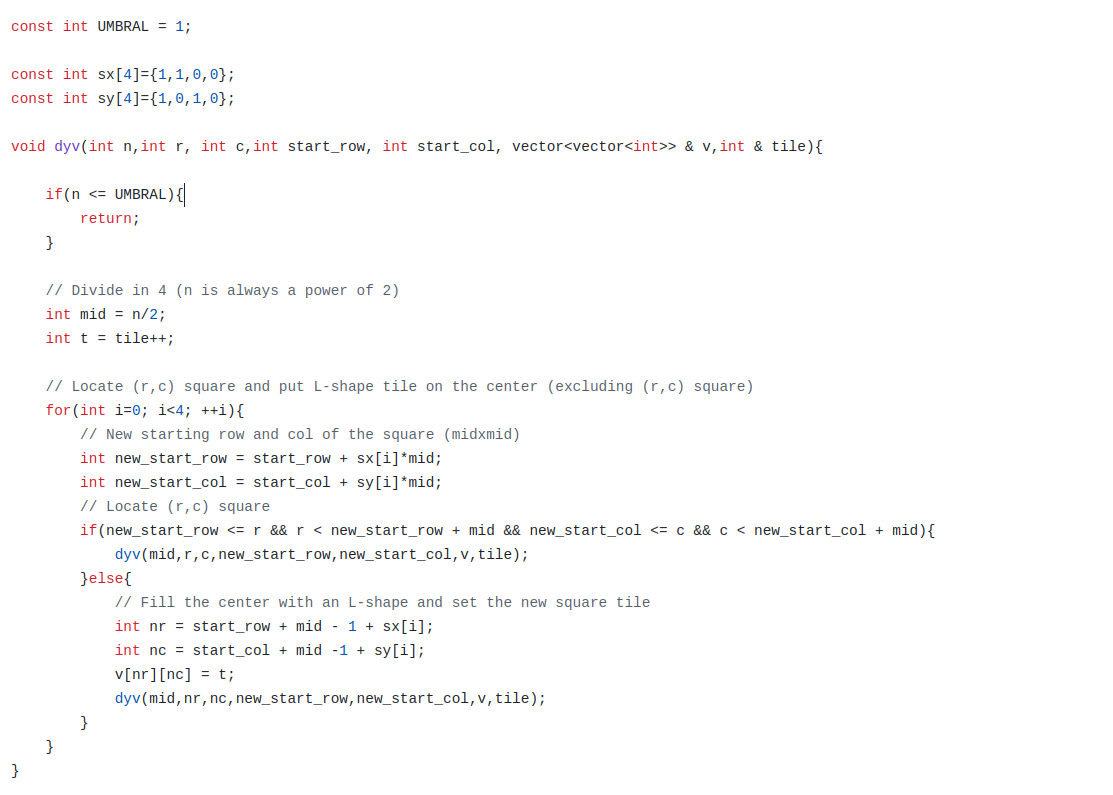 const int UMBRAL = 1;

const int sx[4]={1,1,0,0};
const int sy[4]={1,0,1,0};

void dyv(int n,int r, int c,int start_row, int start_col, vector<vector<int>> & v,int & tile){

    if(n <= UMBRAL){
        return;
    }

    // Divide in 4 (n is always a power of 2)
    int mid = n/2;
    int t = tile++;

    // Locate (r,c) square and put L-shape tile on the center (excluding (r,c) square)
    for(int i=0; i<4; ++i){
        // New starting row and col of the square (midxmid)
        int new_start_row = start_row + sx[i]*mid;
        int new_start_col = start_col + sy[i]*mid;
        // Locate (r,c) square
        if(new_start_row <= r && r < new_start_row + mid && new_start_col <= c && c < new_start_col + mid){
            dyv(mid,r,c,new_start_row,new_start_col,v,tile);
        }else{
            // Fill the center with an L-shape and set the new square tile
            int nr = start_row + mid - 1 + sx[i];
            int nc = start_col + mid -1 + sy[i];
            v[nr][nc] = t;
            dyv(mid,nr,nc,new_start_row,new_start_col,v,tile);
        }
    }
}